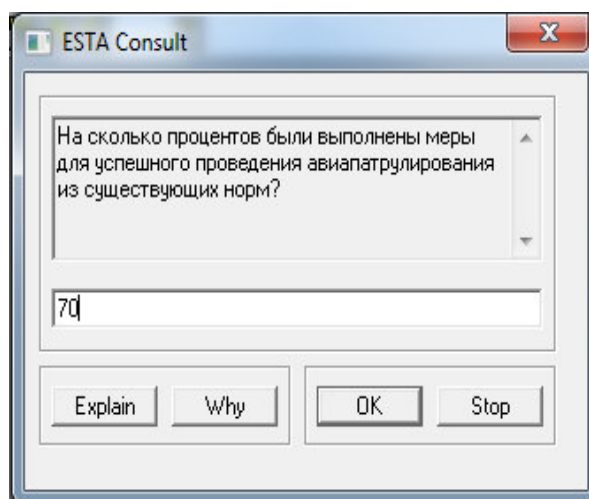 ESTA Consult
На сколько процентов были выполнены меры
для успешного проведения авиапатрулирования
из существующих норм?
70
Explain
Why
OK
Stop